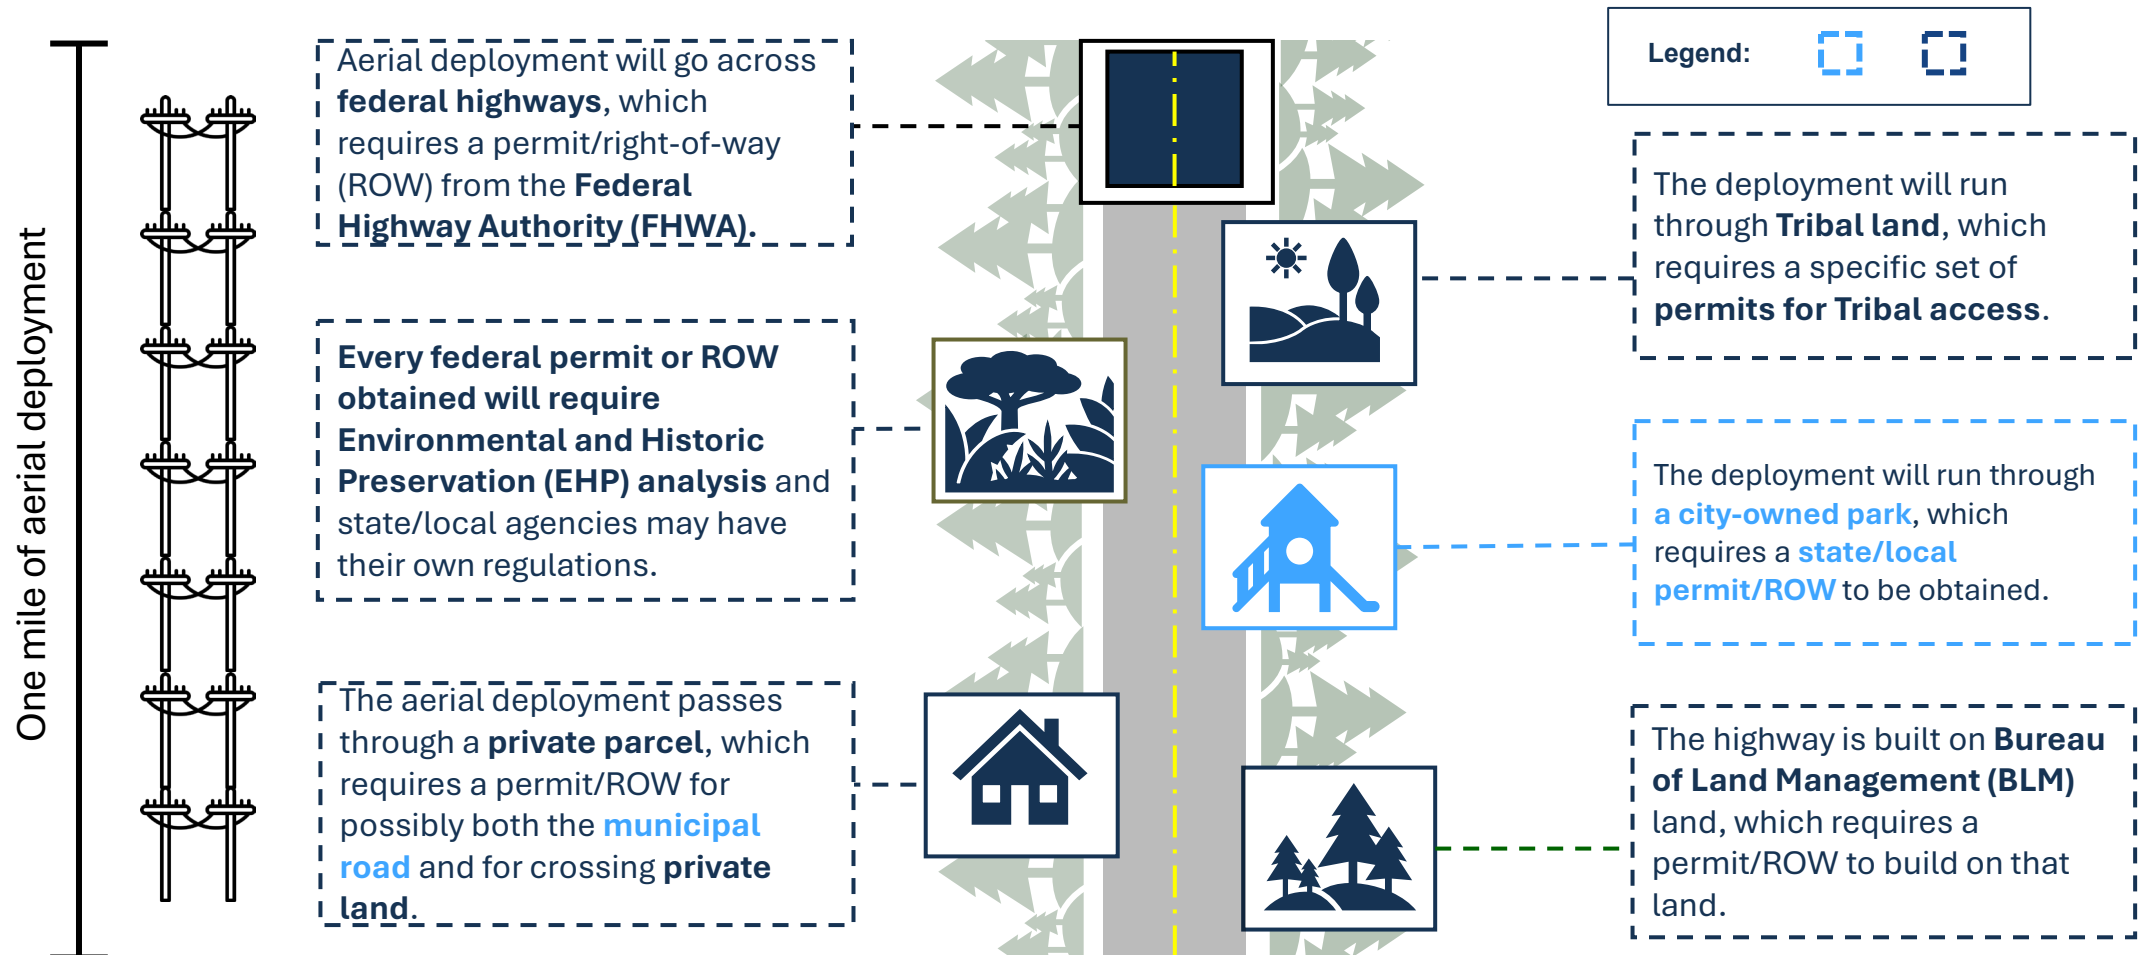 One mile of aerial deployment
Aerial deployment will go across
federal highways, which
requires a permit/right-of-way
(ROW) from the Federal
Highway Authority (FHWA).
Every federal permit or ROW
obtained will require
Environmental and Historic
Preservation (EHP) analysis and
state/local agencies may have
their own regulations.
The aerial deployment passes
through a private parcel, which
requires a permit/ROW for
possibly both the municipal
road and for crossing private
land.
Legend:
The deployment will run
through Tribal land, which
requires a specific set of
permits for Tribal access.
The deployment will run through
a city-owned park, which
requires a state/local
permit/ROW to be obtained.
The highway is built on Bureau
of Land Management (BLM)
land, which requires a
permit/ROW to build on that
land.